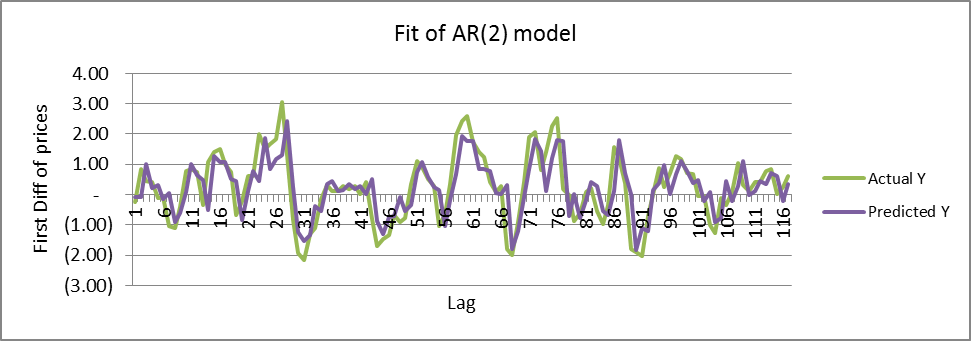 Fit of AR(2) model
First Diff of prices
4.00
3.00
2.00
1.00
-
(1.00)
(2.00)
(3.00)
1 6 11 16 21 26 31 36 41 46 51 56 61 66 71 76 81 86 91 96 101 106 111 116
Lag
Actual Y
Predicted Y